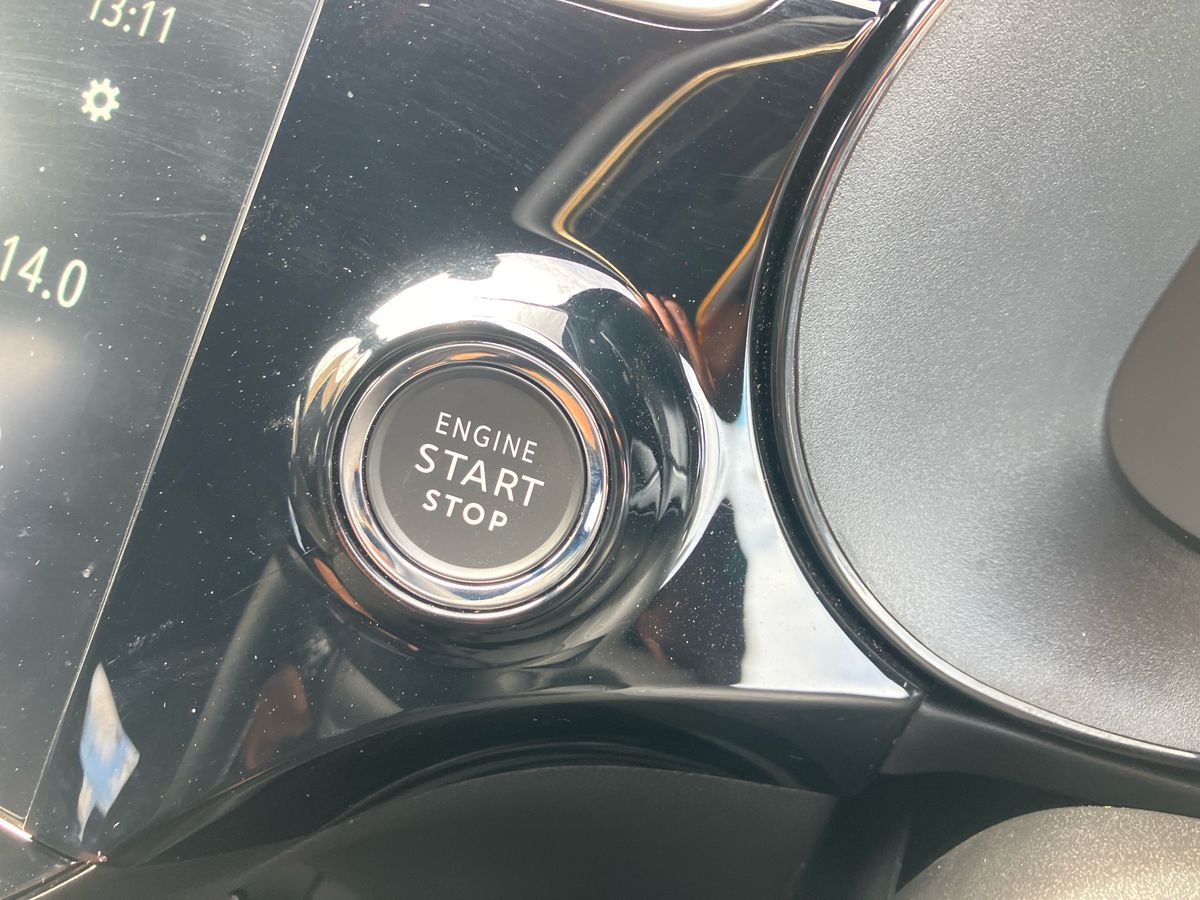 13:11
14.0
ENGINE
START
STOP